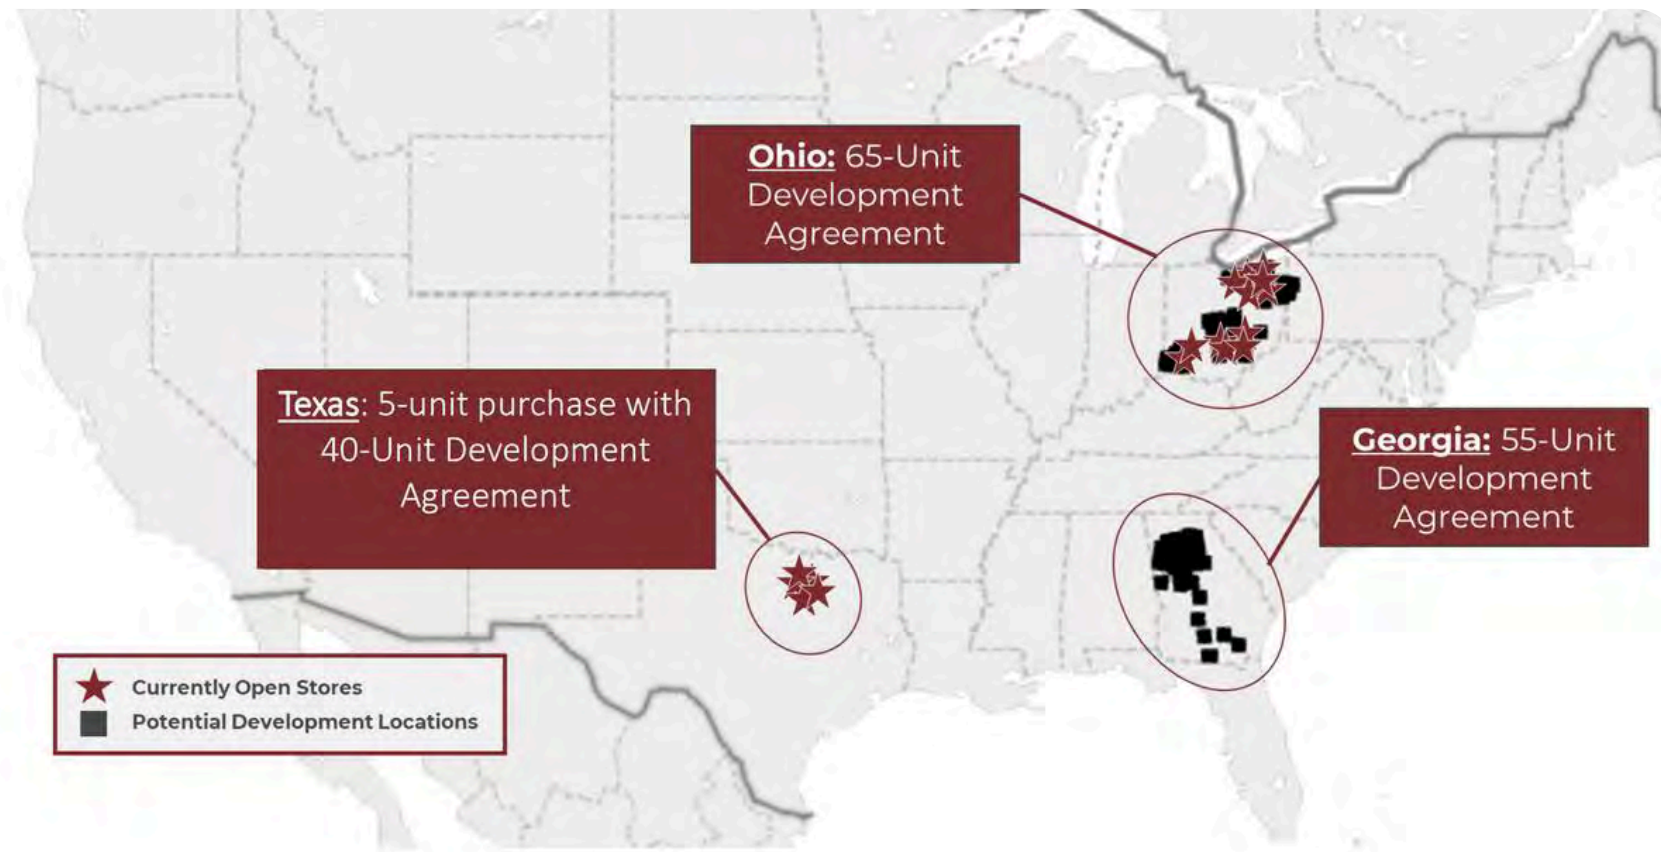 Ohio: 65-Unit
Development
Agreement
Texas: 5-unit purchase with
40-Unit Development
Agreement
Georgia: 55-Unit
Development
Agreement
Currently Open Stores
Potential Development Locations